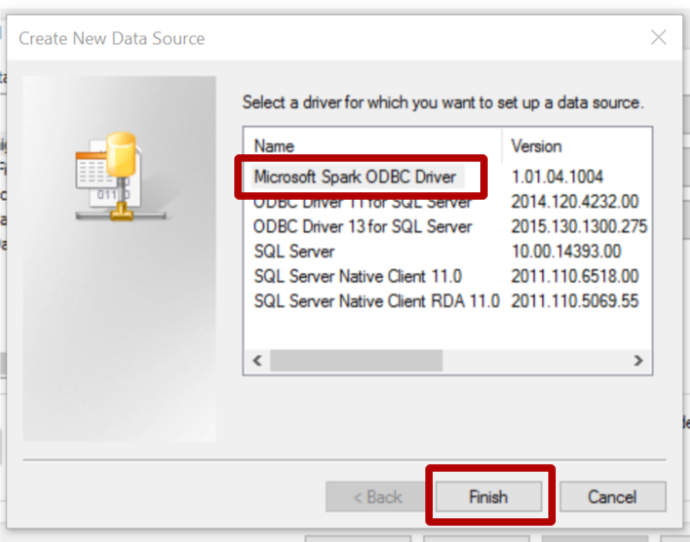 Create New Data Source
Select a driver for which you want to set up a data source.
Name Version
Microsoft Spark ODBC Driver 1.01.04.1004
ODBC Driver 11 for SQL Server 2014.120.4232.00
ODBC Driver 13 for SQL Server 2015.130.1300.275
SQL Server 10.00.14393.00
SQL Server Native Client 11.0 2011.110.6518.00
SQL Server Native Client RDA 11.0 2011.110.5069.55
< Back Finish Cancel